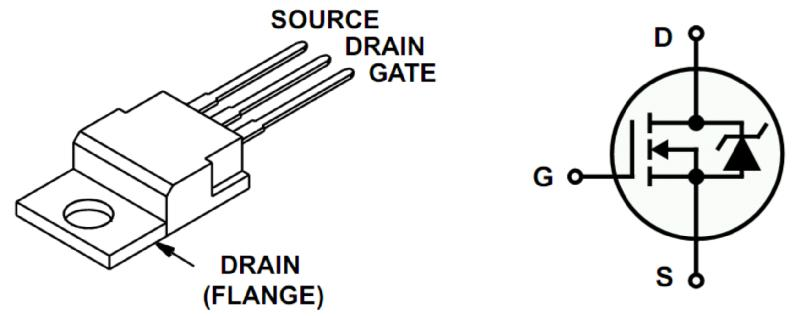 SOURCE
DRAIN
GATE
DRAIN
(FLANGE)
D
G
S